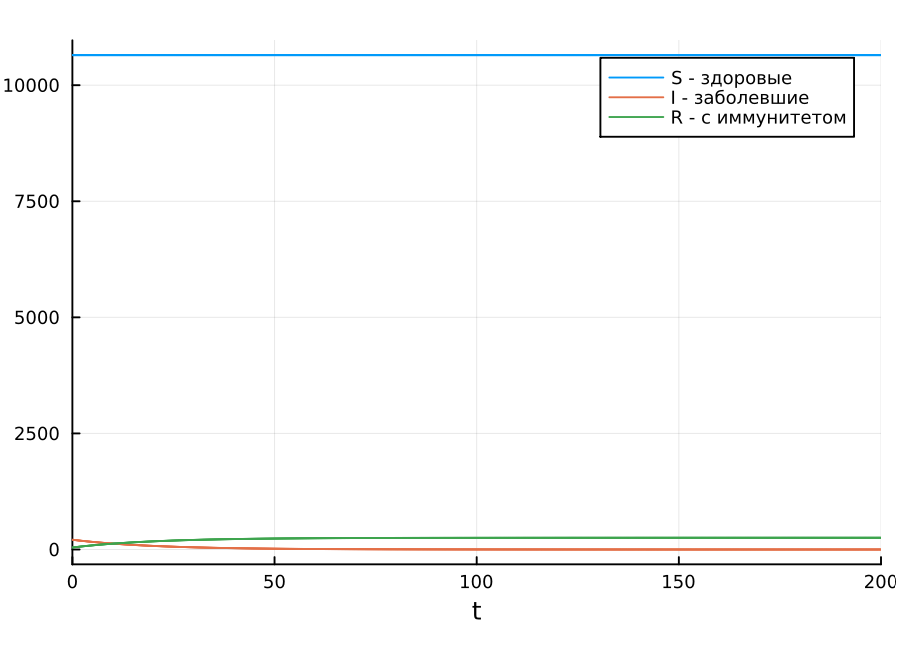 10000
7500
5000
2500
0
S - здоровые
I - заболевшие
R - с иммунитетом
0 50 100 150 200
t